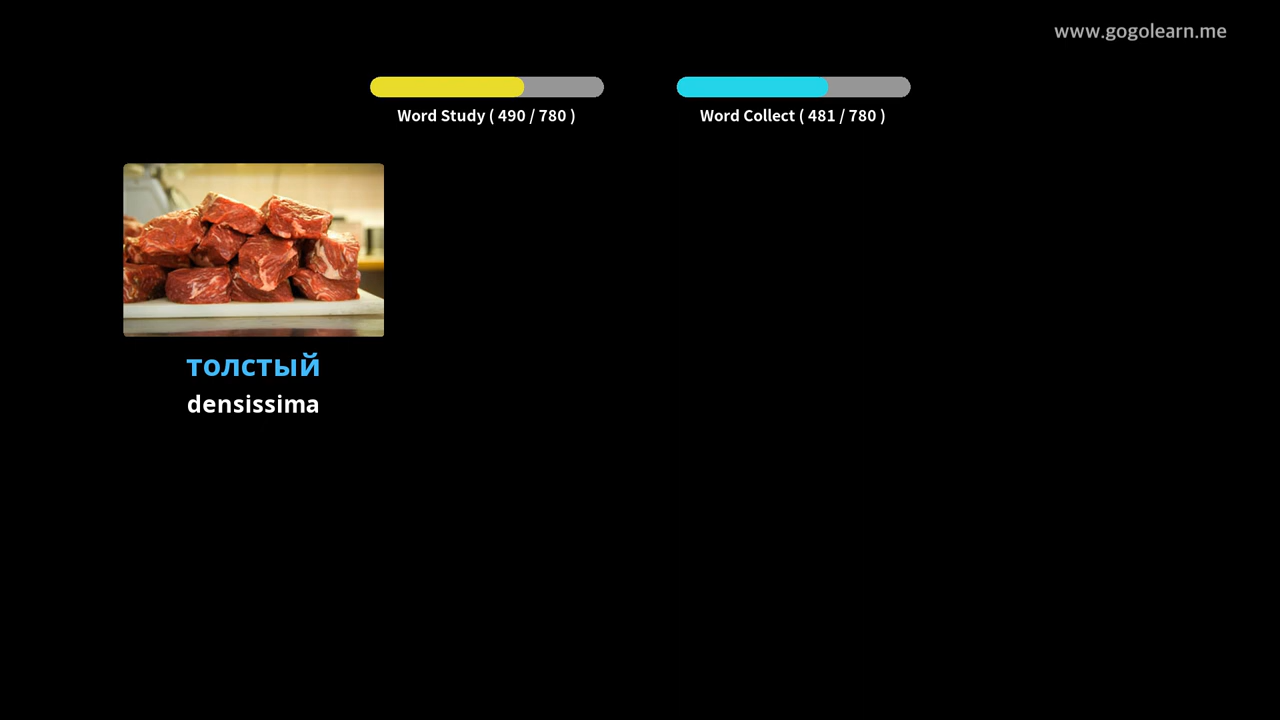 www.gogolearn.me
Word Study ( 490 / 780 )
Word Collect ( 481 / 780 )
толстый
densissima